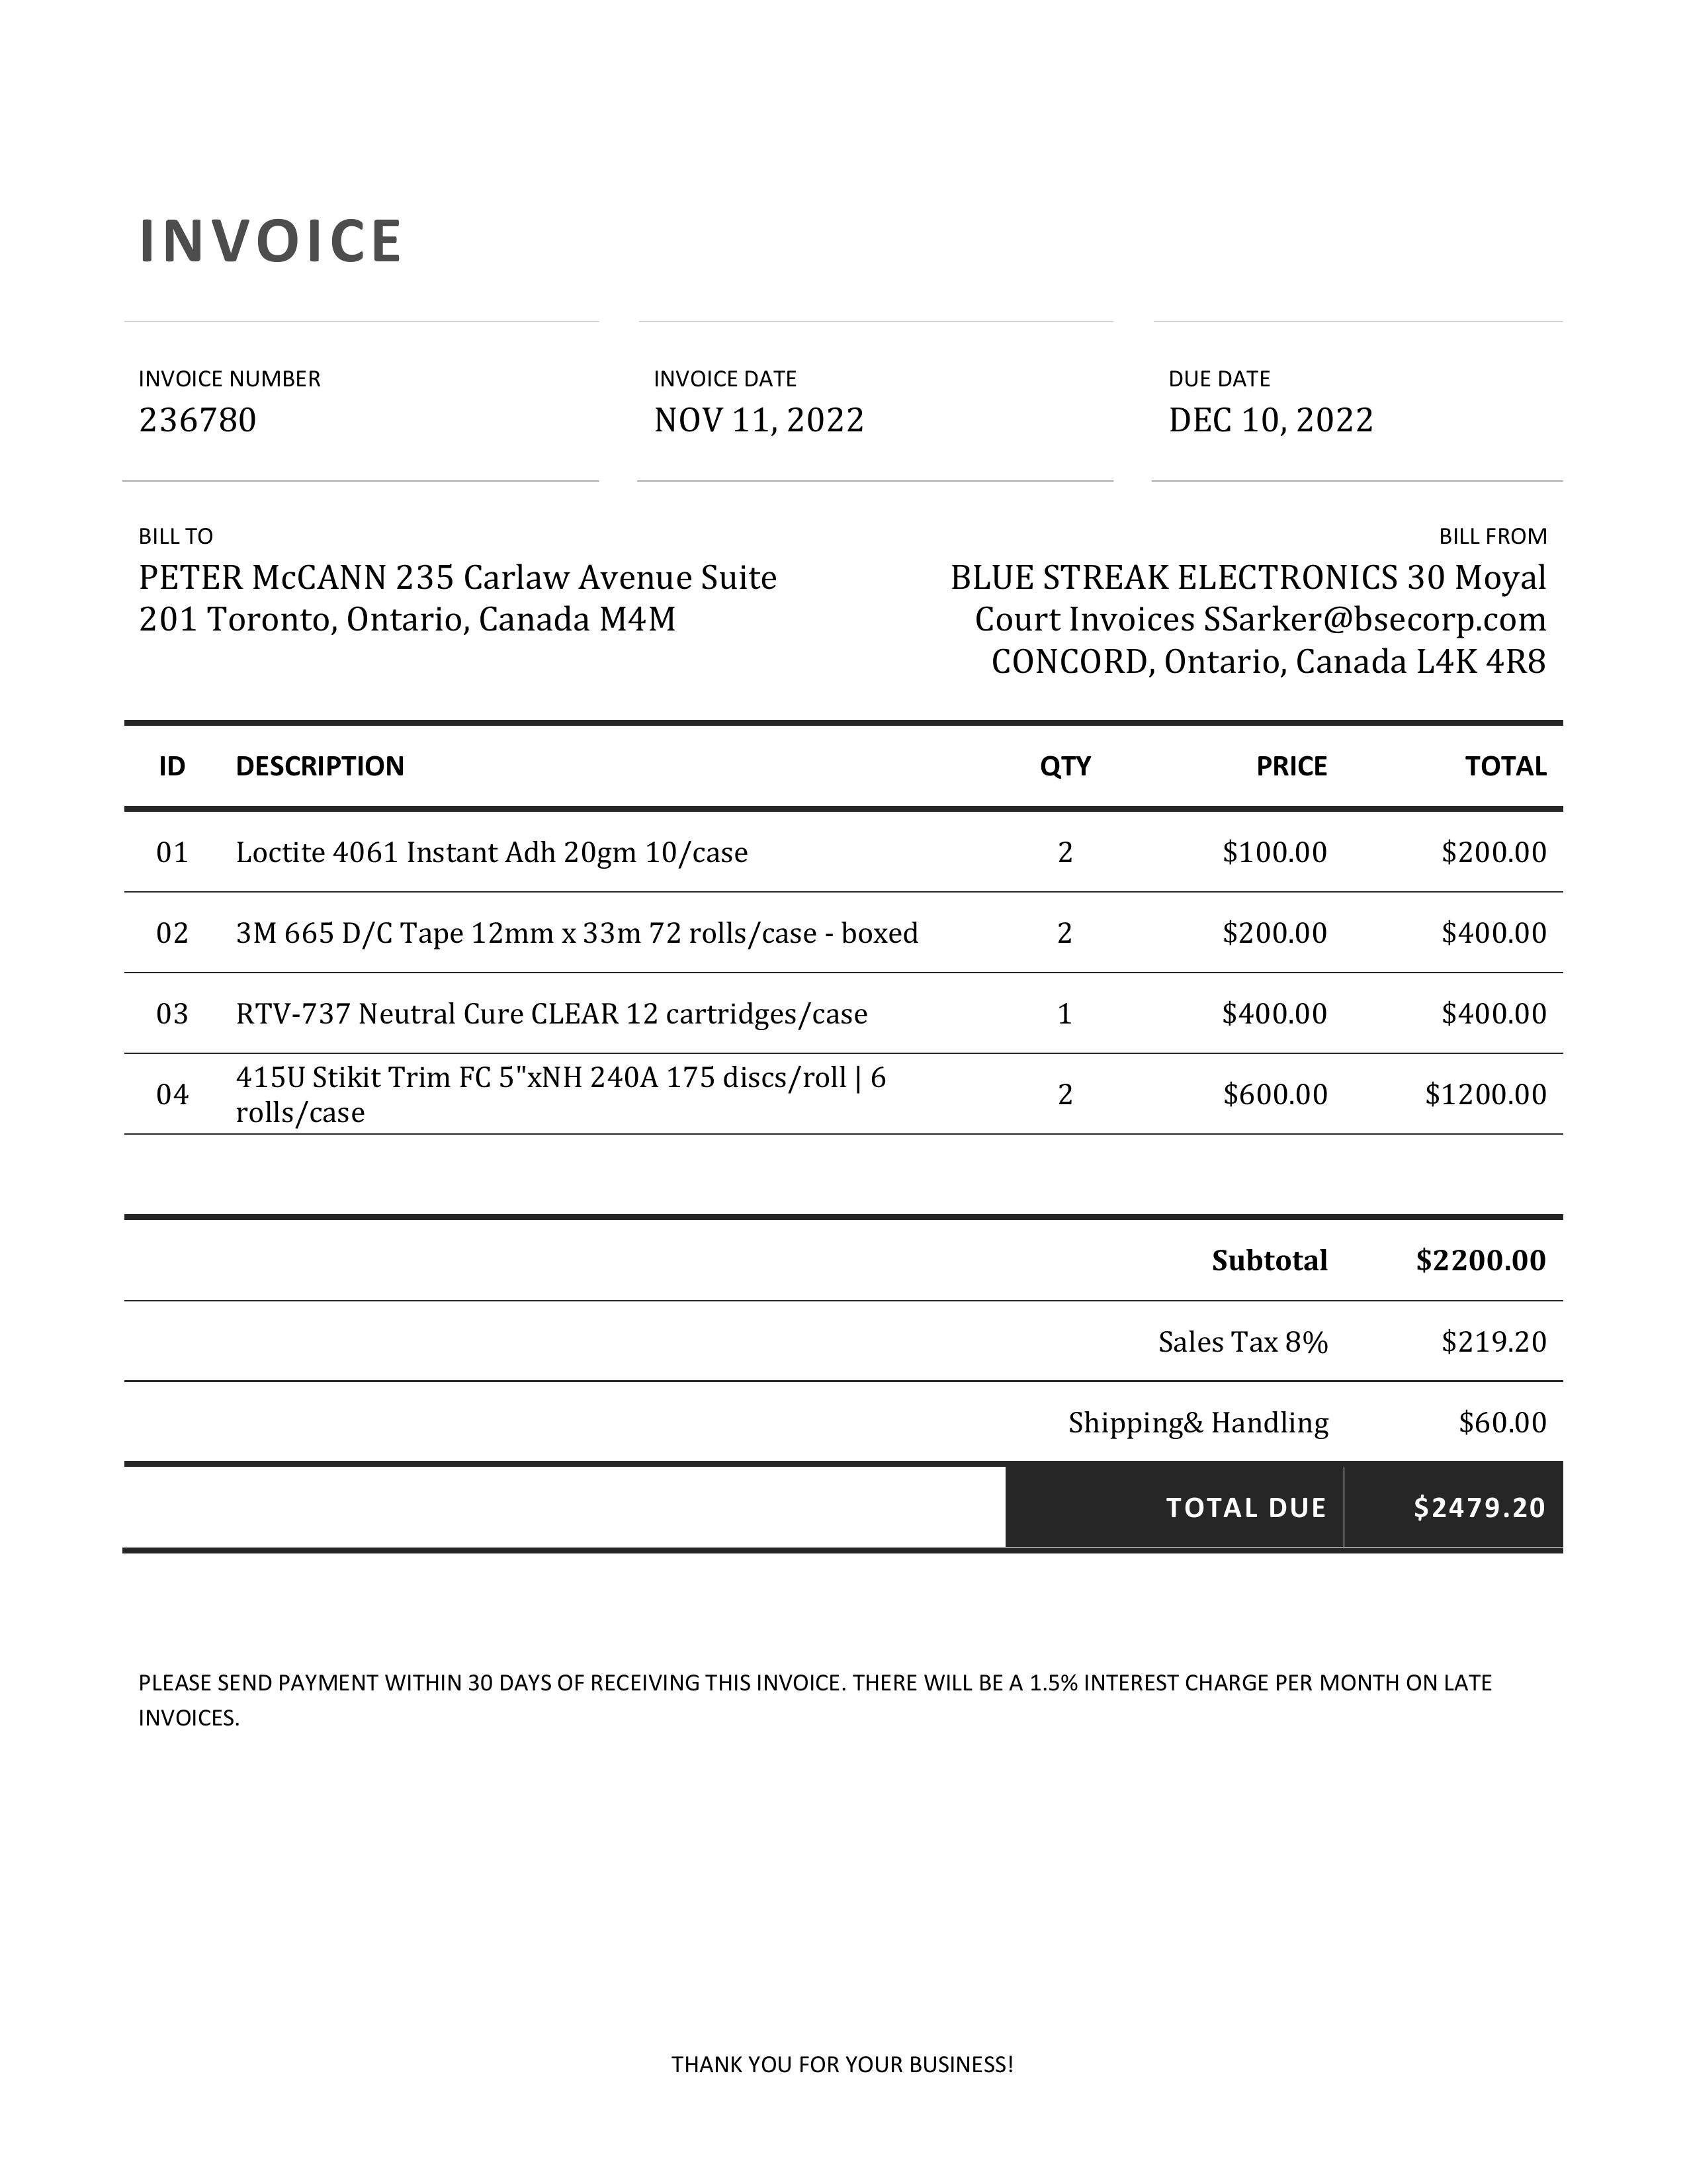 INVOICE
INVOICE NUMBER
236780
INVOICE DATE
NOV 11, 2022
DUE DATE
DEC 10, 2022
BILL TO
PETER McCANN 235 Carlaw Avenue Suite
201 Toronto, Ontario, Canada M4M
BILL FROM
BLUE STREAK ELECTRONICS 30 Moyal
Court Invoices SSarker@bsecorp.com
CONCORD, Ontario, Canada L4K 4R8
ID DESCRIPTION QTY PRICE TOTAL
01 Loctite 4061 Instant Adh 20gm 10/case 2 $100.00 $200.00
02 3M 665 D/C Tape 12mm x 33m 72 rolls/case - boxed 2 $200.00 $400.00
03 RTV-737 Neutral Cure CLEAR 12 cartridges/case 1 $400.00 $400.00
04 415U Stikit Trim FC 5"xNH 240A 175 discs/roll | 6
rolls/case 2 $600.00 $1200.00
Subtotal $2200.00
Sales Tax 8% $219.20
Shipping& Handling $60.00
TOTAL DUE $2479.20
PLEASE SEND PAYMENT WITHIN 30 DAYS OF RECEIVING THIS INVOICE. THERE WILL BE A 1.5% INTEREST CHARGE PER MONTH ON LATE
INVOICES.
THANK YOU FOR YOUR BUSINESS!